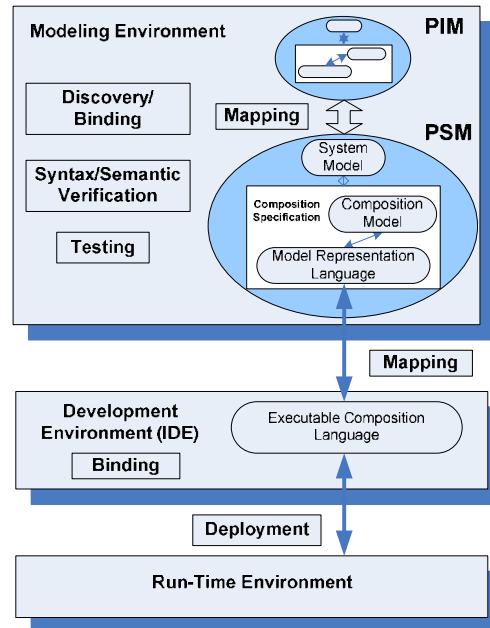 Modeling Environment
PIM
Discovery/
Binding
Mapping
PSM
System
Model
Syntax/Semantic
Verification
Composition
Specification
Composition
Model
Testing
Model Representation
Language
Mapping
Development
Environment (IDE)
Executable Composition
Language
Binding
Deployment
Run-Time Environment